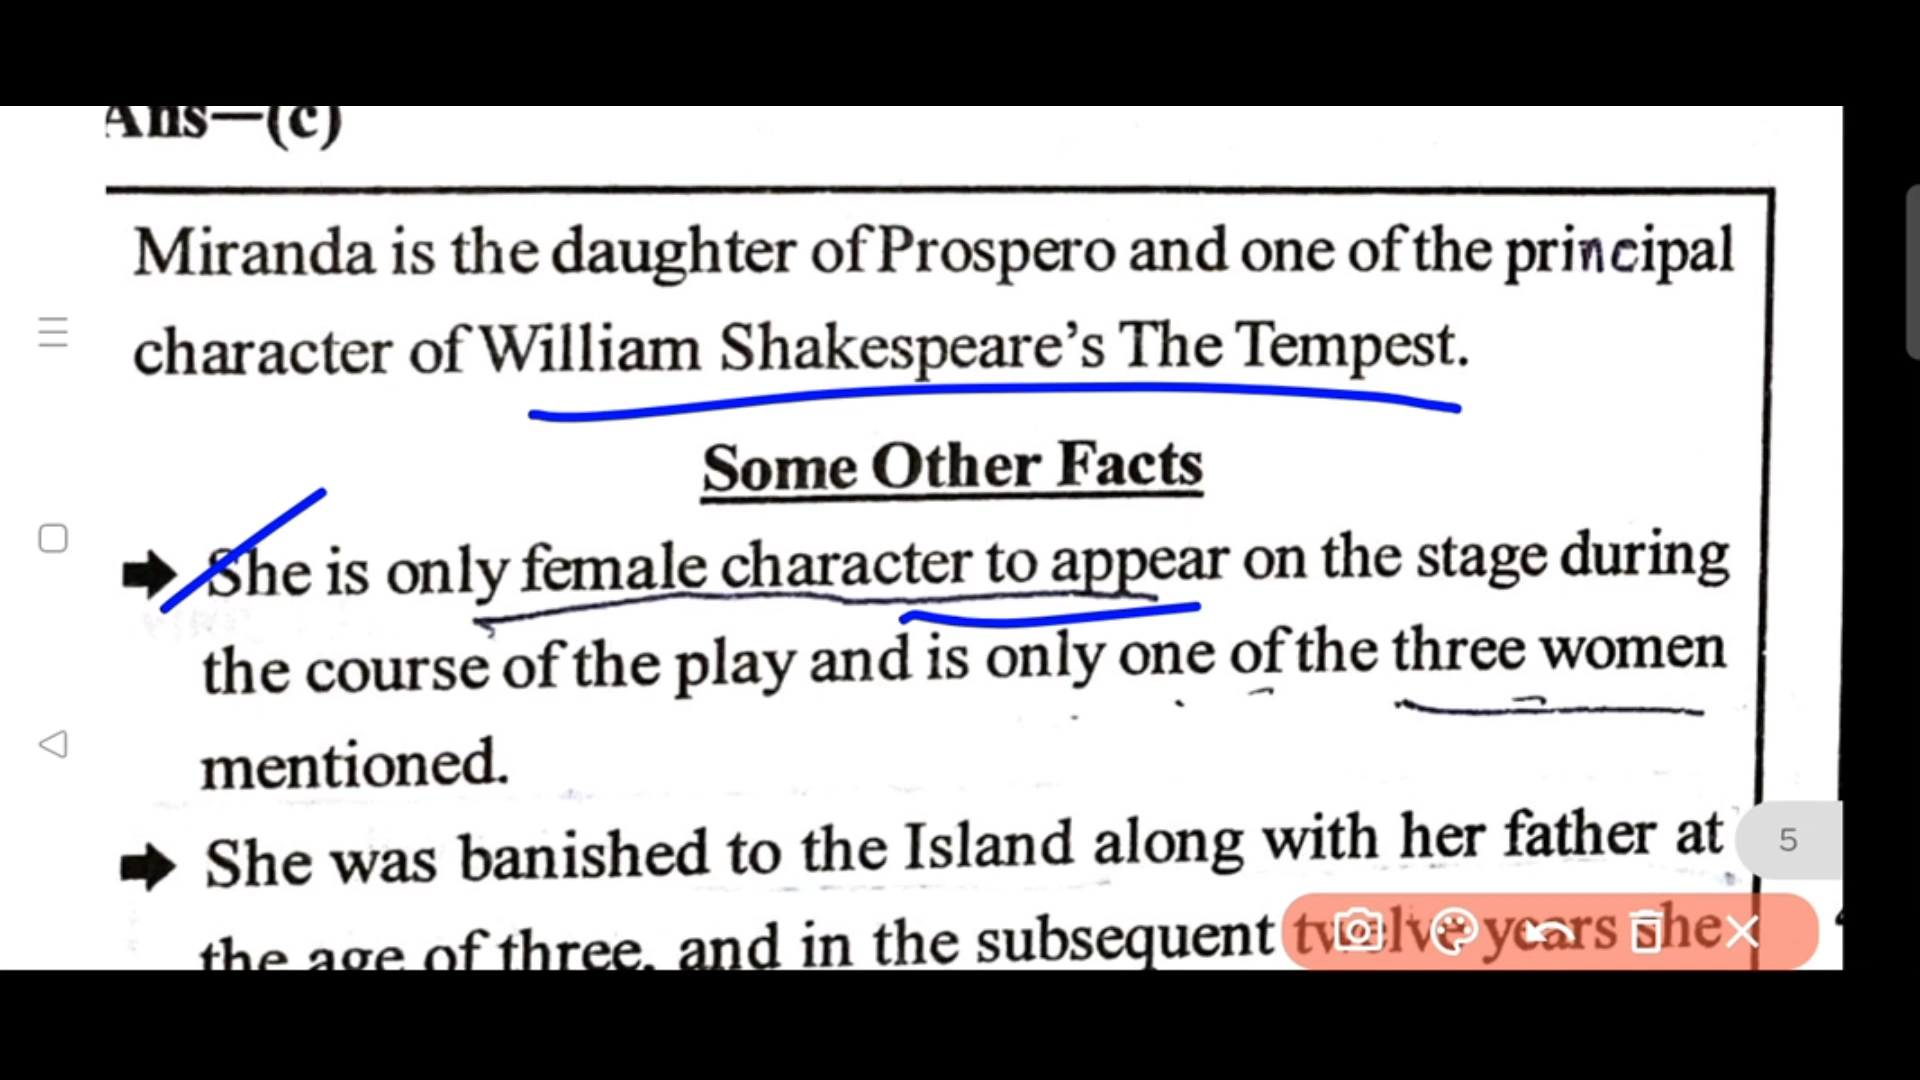 Ans—(c)
Miranda is the daughter of Prospero and one of the principal
character of William Shakespeare's The Tempest.
Some Other Facts
She is only female character to appear on the stage during
the course of the play and is only one of the three women
mentioned.
She was banished to the Island along with her father at
5
the age of three, and in the subsequent twelve years she